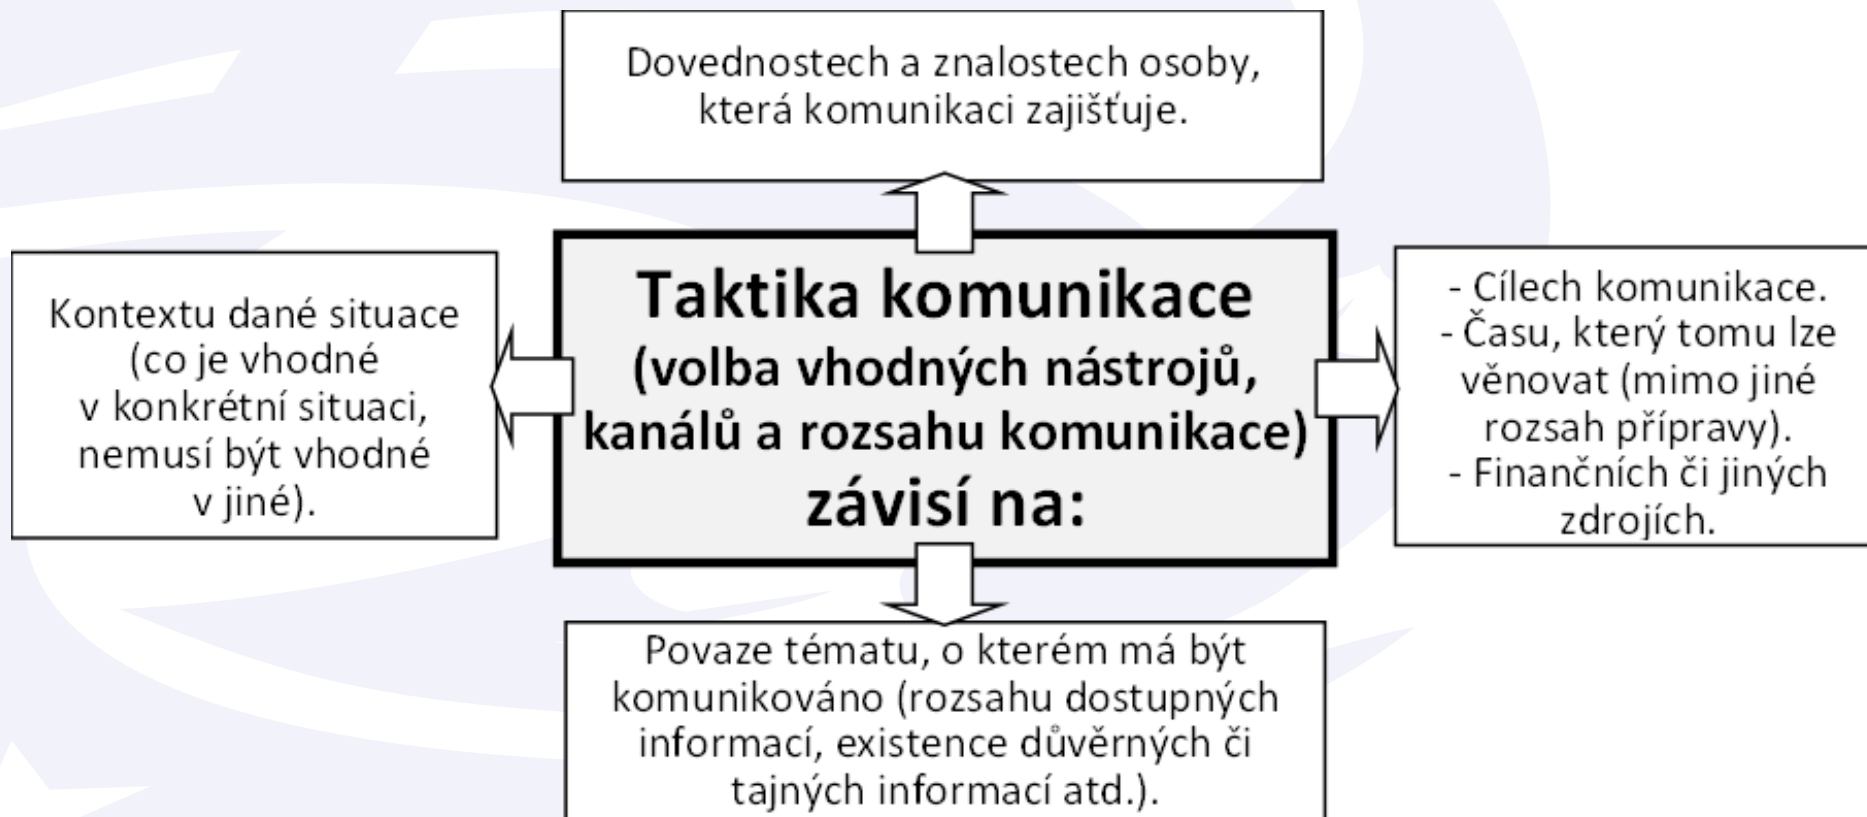 Dovednostech a znalostech osoby,
která komunikaci zajišťuje.
Kontextu dané situace
(co je vhodné
v konkrétní situaci,
nemusí být vhodné
v jiné).
Taktika komunikace
(volba vhodných nástrojů,
kanálů a rozsahu komunikace)
závisí na:
- Cílech komunikace.
- Času, který tomu lze
věnovat (mimo jiné
rozsah přípravy).
- Finančních či jiných
zdrojích.
Povaze tématu, o kterém má být
komunikováno (rozsahu dostupných
informací, existence důvěrných či
tajných informací atd.).